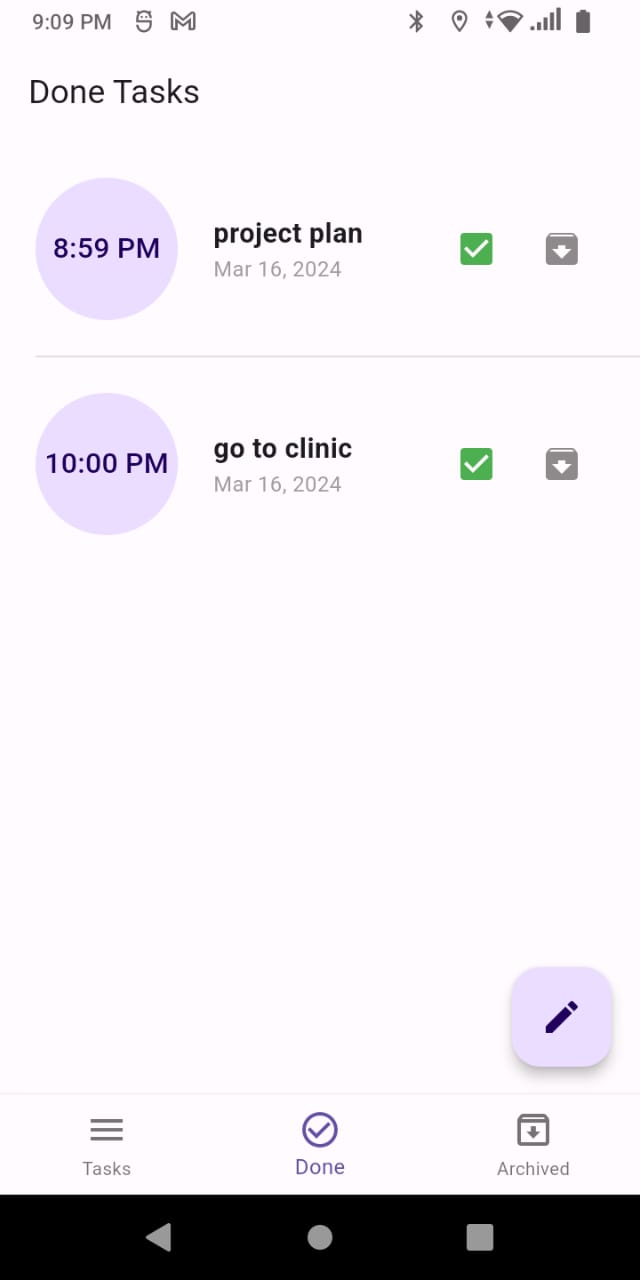 9:09 PM
Done Tasks
8:59 PM
project plan
Mar 16, 2024
10:00 PM
go to clinic
Mar 16, 2024
Tasks
Done
Archived